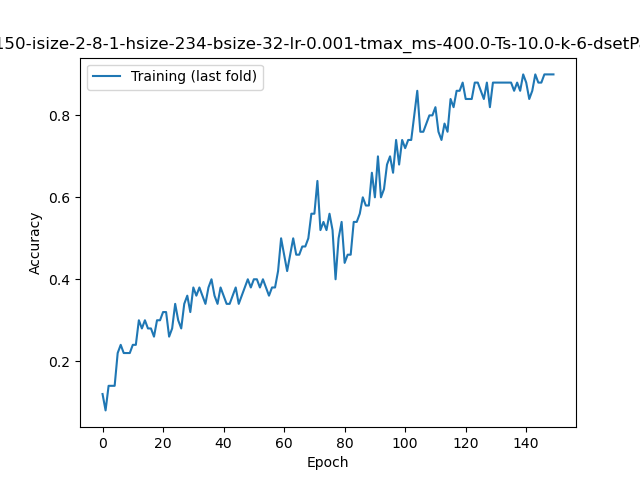 150-isize-2-8-1-hsize-234-bsize-32-lr-0.001-tmax_ms-400.0-Ts-10.0-k-6-dsetPa
Training (last fold)
Accuracy
0.8
0.6
0.4
0.2
0 20 40 60 80 100 120 140
Epoch